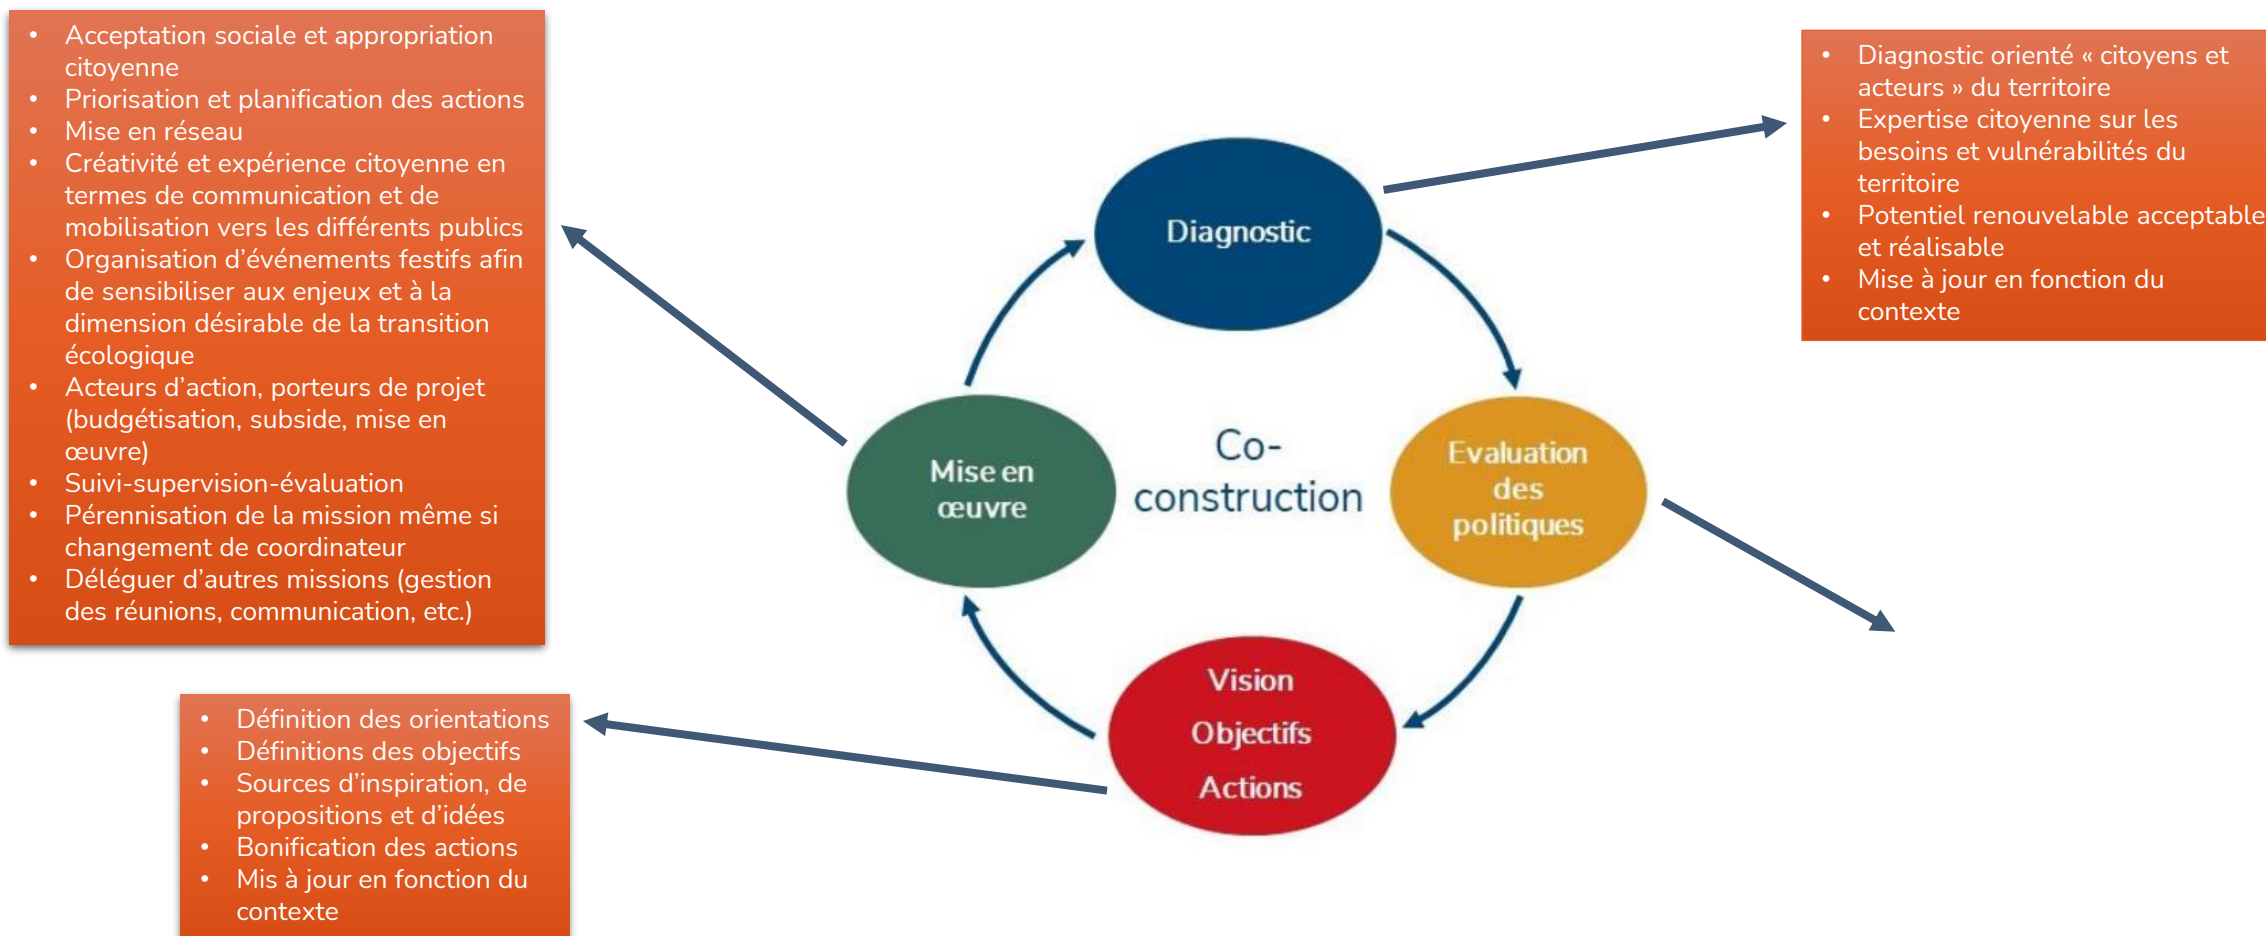 • Acceptation sociale et appropriation
citoyenne
• Priorisation et planification des actions
• Mise en réseau
• Créativité et expérience citoyenne en
termes de communication et de
mobilisation vers les différents publics
• Organisation d’événements festifs afin
de sensibiliser aux enjeux et à la
dimension désirable de la transition
écologique
• Acteurs d’action, porteurs de projet
(budgétisation, subside, mise en
œuvre)
• Suivi-supervision-évaluation
• Pérennisation de la mission même si
changement de coordinateur
• Déléguer d’autres missions (gestion
des réunions, communication, etc.)
• Diagnostic orienté « citoyens et
acteurs » du territoire
• Expertise citoyenne sur les
besoins et vulnérabilités du
territoire
• Potentiel renouvelable acceptable
et réalisable
• Mise à jour en fonction du
contexte
Diagnostic
Mise en
œuvre
Co-
construction
Evaluation
des
politiques
Vision
Objectifs
Actions
• Définition des orientations
• Définitions des objectifs
• Sources d’inspiration, de
propositions et d’idées
• Bonification des actions
• Mis à jour en fonction du
contexte